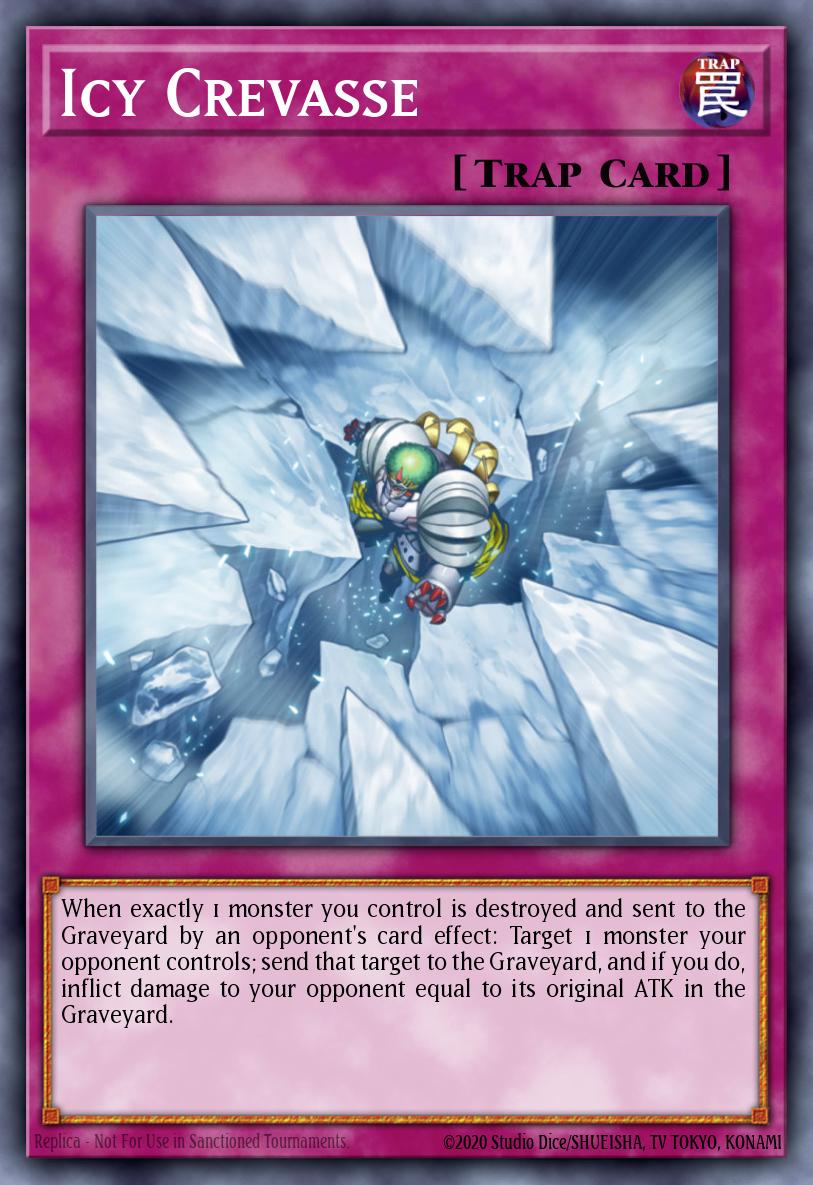 Icy Crevasse
TRAP
罠
[Trap Card]
When exactly 1 monster you control is destroyed and sent to the
Graveyard by an opponent's card effect: Target 1 monster your
opponent controls; send that target to the Graveyard, and if you do,
inflict damage to your opponent equal to its original ATK in the
Graveyard.
Replica - Not For Use in Sanctioned Tournaments.
©2020 Studio Dice/SHUEISHA, TV TOKYO, KONAMI